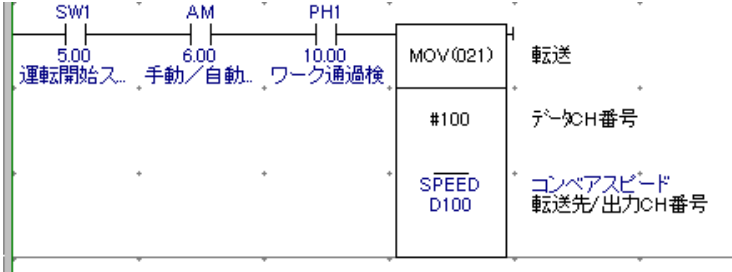 SW1 AM PH1
5.00 6.00 10.00 MOV(021) 転送
運転開始ス... 手動／自動... ワーク通過検
#100 ﾃﾞｰﾀCH番号
SPEED コンベアスピード
D100 転送先/出力CH番号